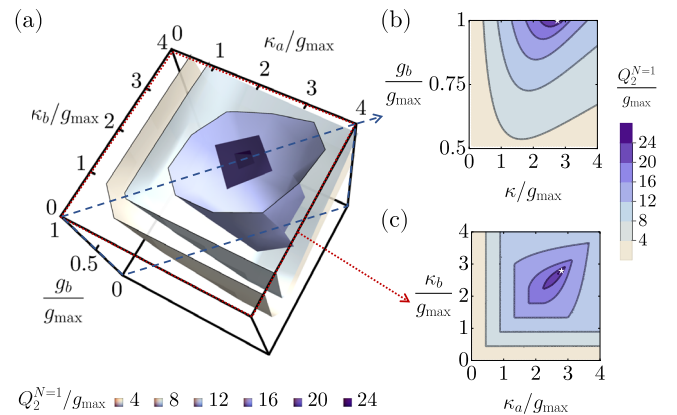 (a)
0
1
2
3
4
κ_a/g_max
4
3
2
1
0
κ_b/g_max
1
0.5
0
g_b/g_max
Q_2^{N=1}/g_max 4 8 12 16 20 24
(b)
1
0.75
0.5
g_b/g_max
0 1 2 3 4
κ/g_max
Q_2^{N=1}/g_max
24
20
16
12
8
4
(c)
4
3
2
1
0
κ_b/g_max
0 1 2 3 4
κ_a/g_max